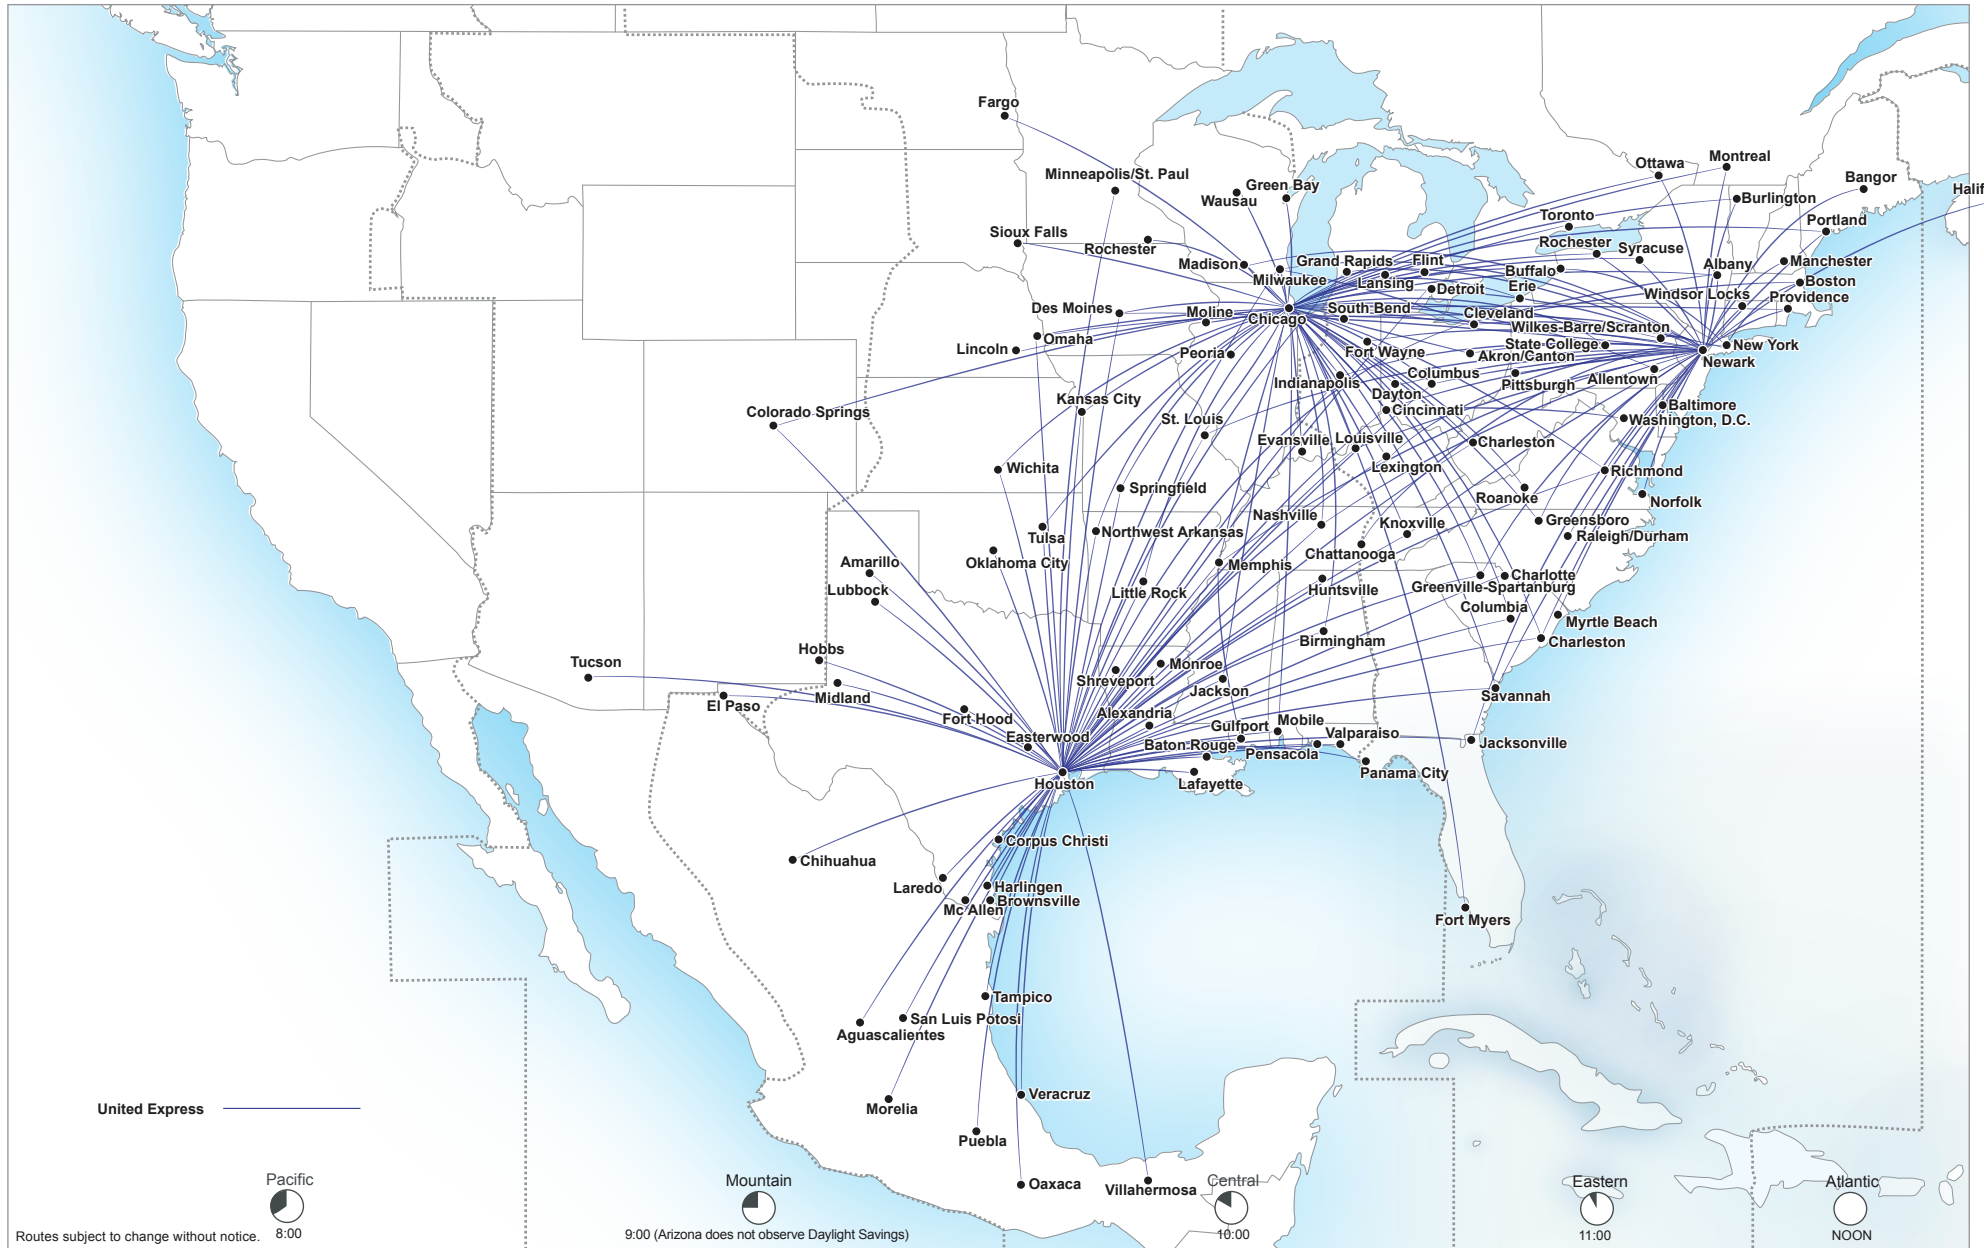 Fargo
Minneapolis/St. Paul
Green Bay
Wausau
Ottawa
Montreal
Bangor
Halif
Burlington
Portland
Toronto
Sioux Falls
Rochester
Rochester
Syracuse
Madison
Grand Rapids
Flint
Buffalo
Albany
Manchester
Milwaukee
Lansing
Detroit
Erie
Boston
Windsor Locks
Providence
Des Moines
Moline
Chicago
South Bend
Cleveland
Wilkes-Barre/Scranton
Omaha
State College
New York
Lincoln
Peoria
Fort Wayne
Akron/Canton
Newark
Indianapolis
Columbus
Pittsburgh
Allentown
Dayton
Kansas City
Colorado Springs
St. Louis
Cincinnati
Baltimore
Washington, D.C.
Evansville
Louisville
Charleston
Wichita
Lexington
Richmond
Springfield
Roanoke
Norfolk
Nashville
Knoxville
Greensboro
Tulsa
Northwest Arkansas
Raleigh/Durham
Chattanooga
Oklahoma City
Amarillo
Memphis
Charlotte
Lubbock
Little Rock
Huntsville
Greenville-Spartanburg
Columbia
Myrtle Beach
Birmingham
Charleston
Hobbs
Tucson
Monroe
Shreveport
Jackson
Midland
Savannah
El Paso
Fort Hood
Alexandria
Gulfport
Mobile
Valparaiso
Easterwood
Baton Rouge
Pensacola
Jacksonville
Panama City
Houston
Lafayette
Corpus Christi
Chihuahua
Laredo
Harlingen
Mc Allen
Brownsville
Fort Myers
Tampico
San Luis Potosi
Aguascalientes
Veracruz
Morelia
United Express
Puebla
Oaxaca
Villahermosa
Pacific
Mountain
Central
Eastern
Atlantic
Routes subject to change without notice.
8:00
9:00 (Arizona does not observe Daylight Savings)
10:00
11:00
NOON